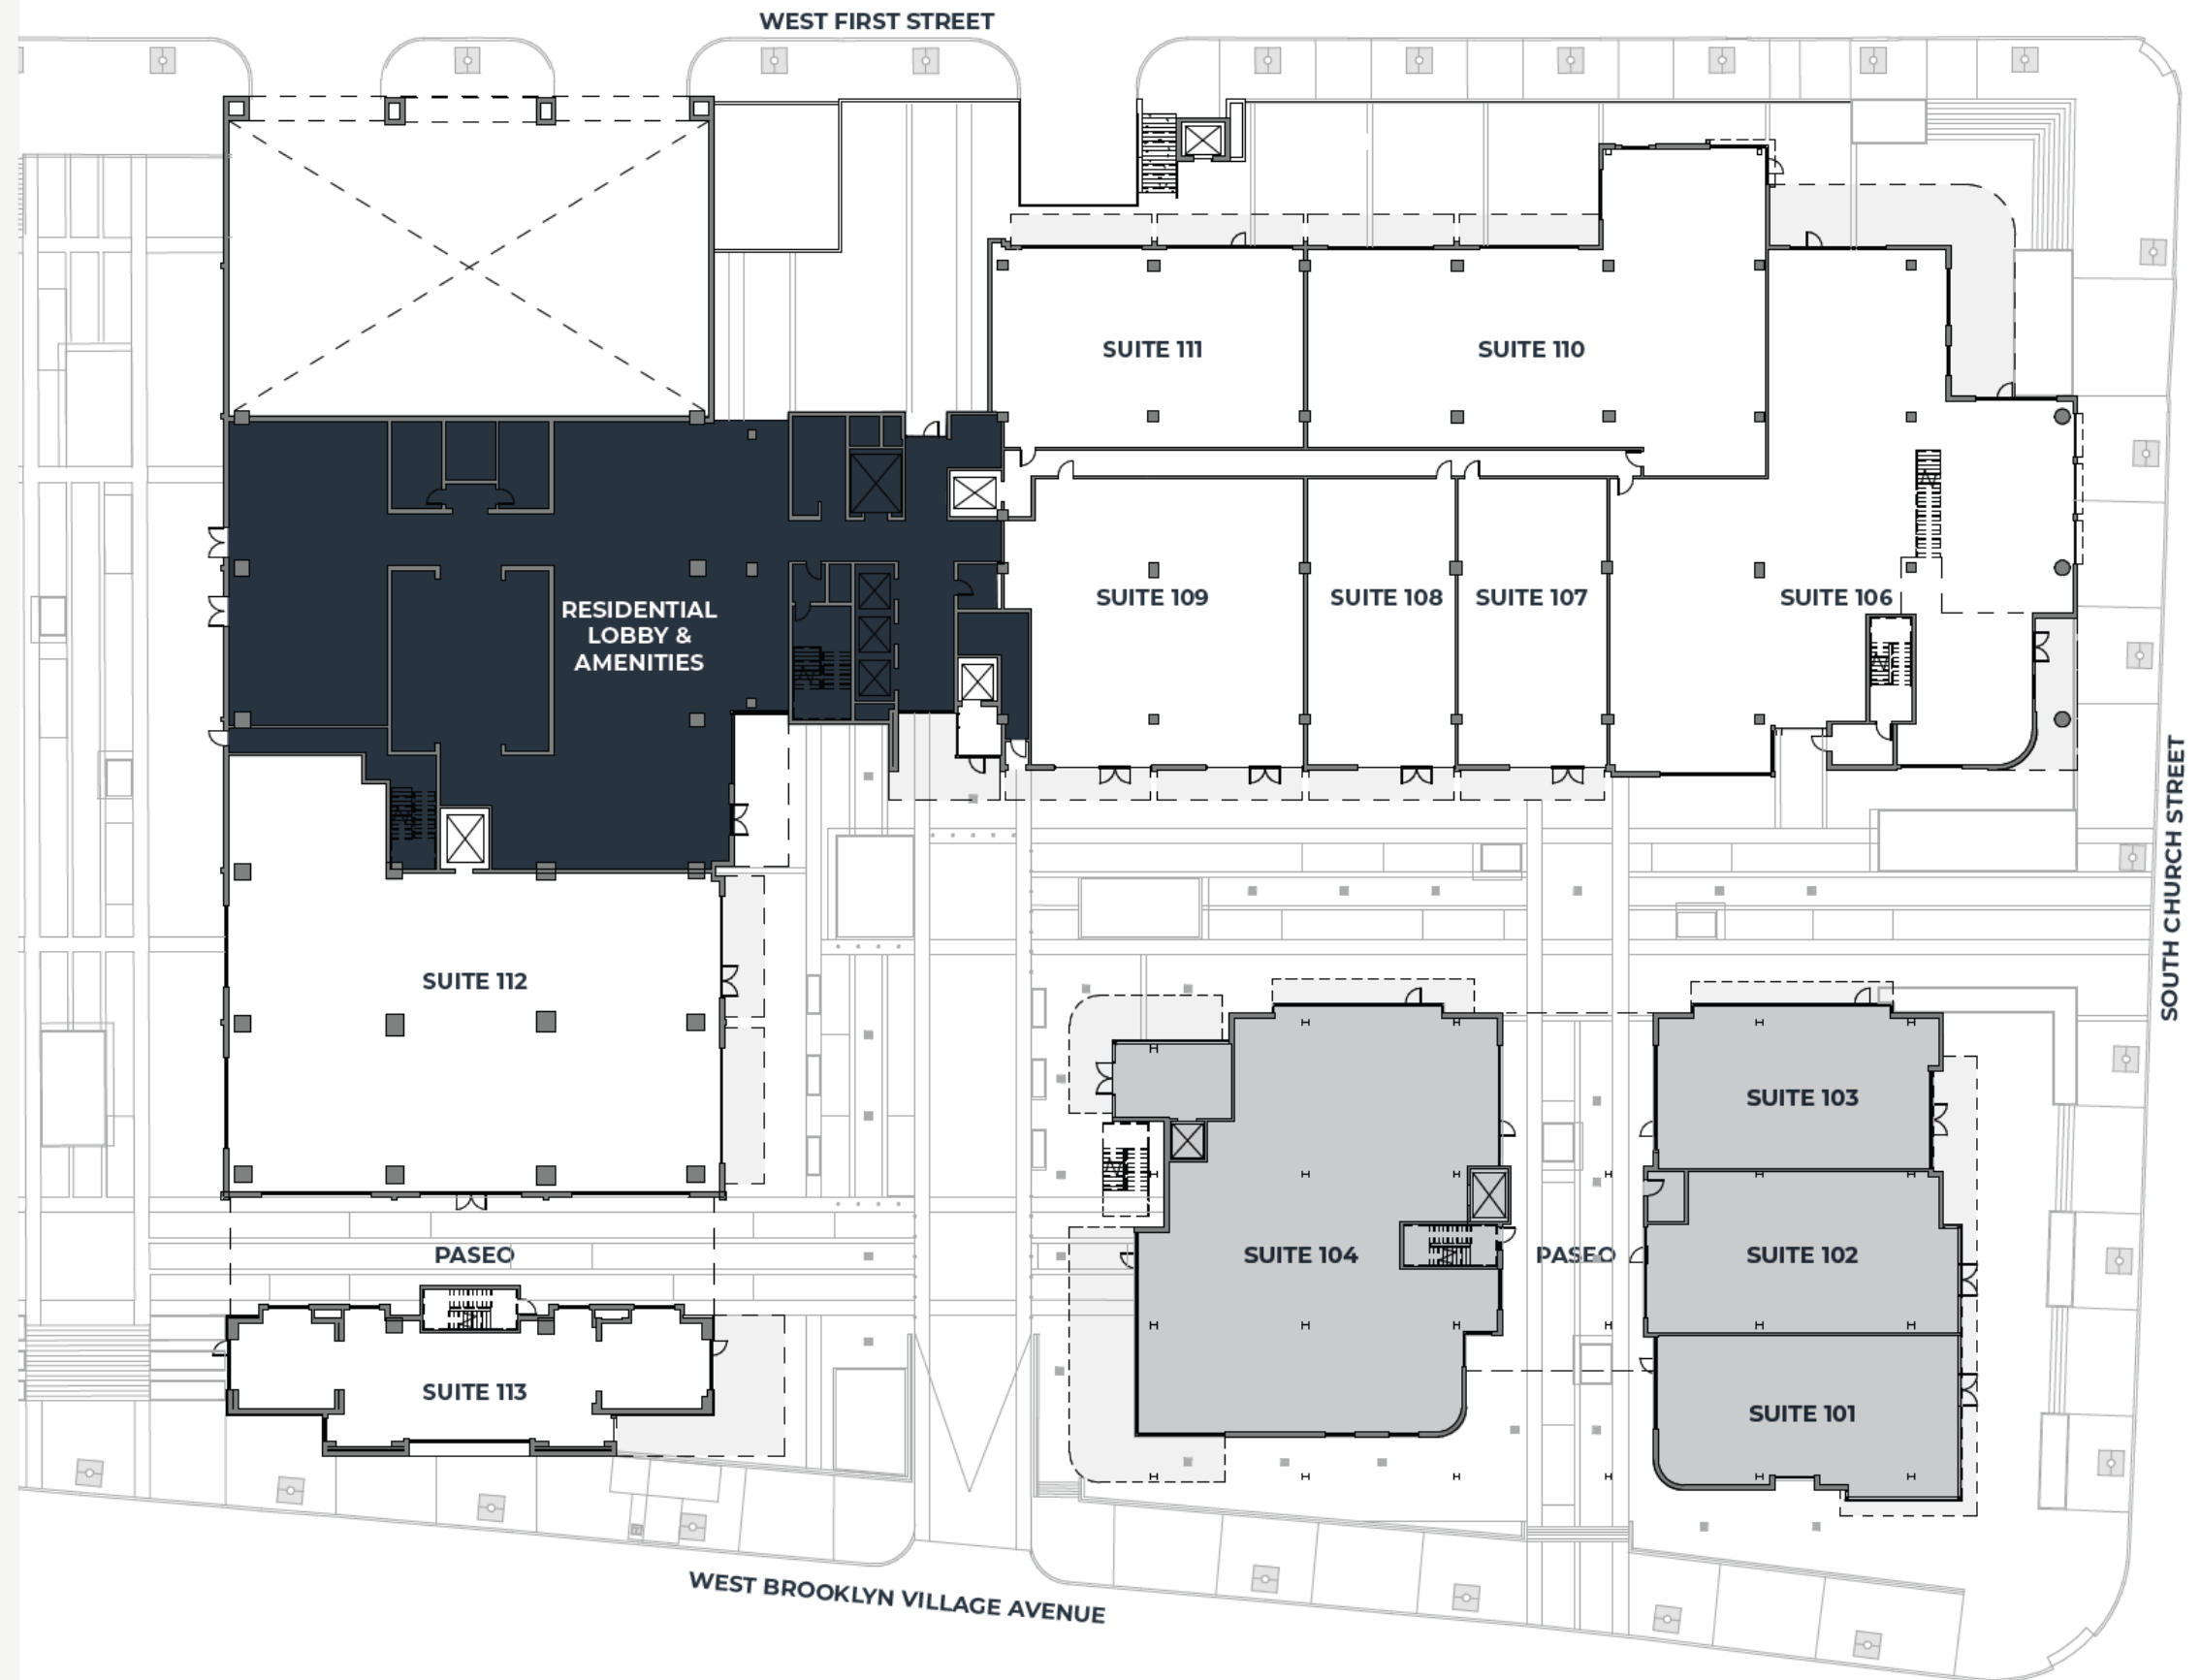 WEST FIRST STREET
SUITE 111
SUITE 110
SUITE 109
SUITE 108
SUITE 107
SUITE 106
RESIDENTIAL
LOBBY &
AMENITIES
SOUTH CHURCH STREET
SUITE 112
SUITE 103
PASEO
SUITE 104
PASEO
SUITE 102
SUITE 113
SUITE 101
WEST BROOKLYN VILLAGE AVENUE